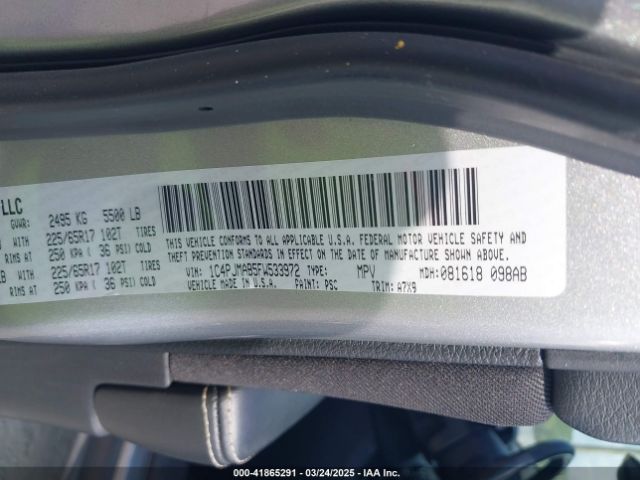 LLC
GVWR: 2495 KG 5500 LB
WITH 225/65R17 102T
RIMS AT 250 KPA ( 36 PSI) COLD
WITH 225/65R17 102T
RIMS AT 250 KPA ( 36 PSI) COLD
THIS VEHICLE CONFORMS TO ALL APPLICABLE U.S.A. FEDERAL MOTOR VEHICLE SAFETY AND
THEFT PREVENTION STANDARDS IN EFFECT ON THE DATE OF MANUFACTURE SHOWN ABOVE.
VIN: 1C4PJMAB5FW533972 TYPE: MPV MDH: 081618 098AB
VEHICLE MADE IN U.S.A. PAINT: PSC TRIM: A7X9
000-41865291 - 03/24/2025 - IAA Inc.